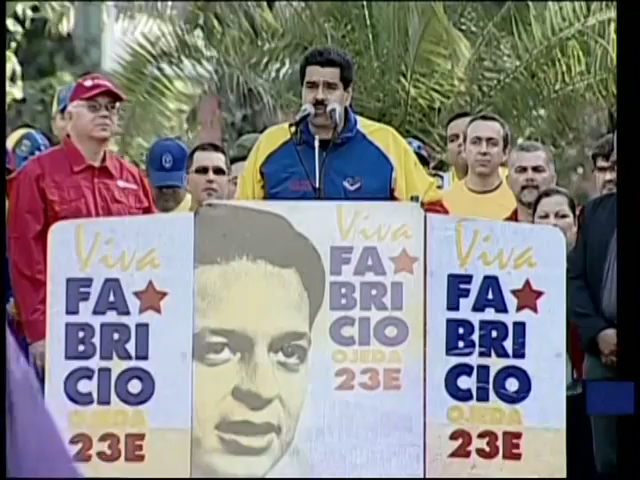 Viva
FA★
BRI
CIO
OJEDA
23E
Viva
FA★
BRI
CIO
OJEDA
23E
Viva
FA★
BRI
CIO
OJEDA
23E